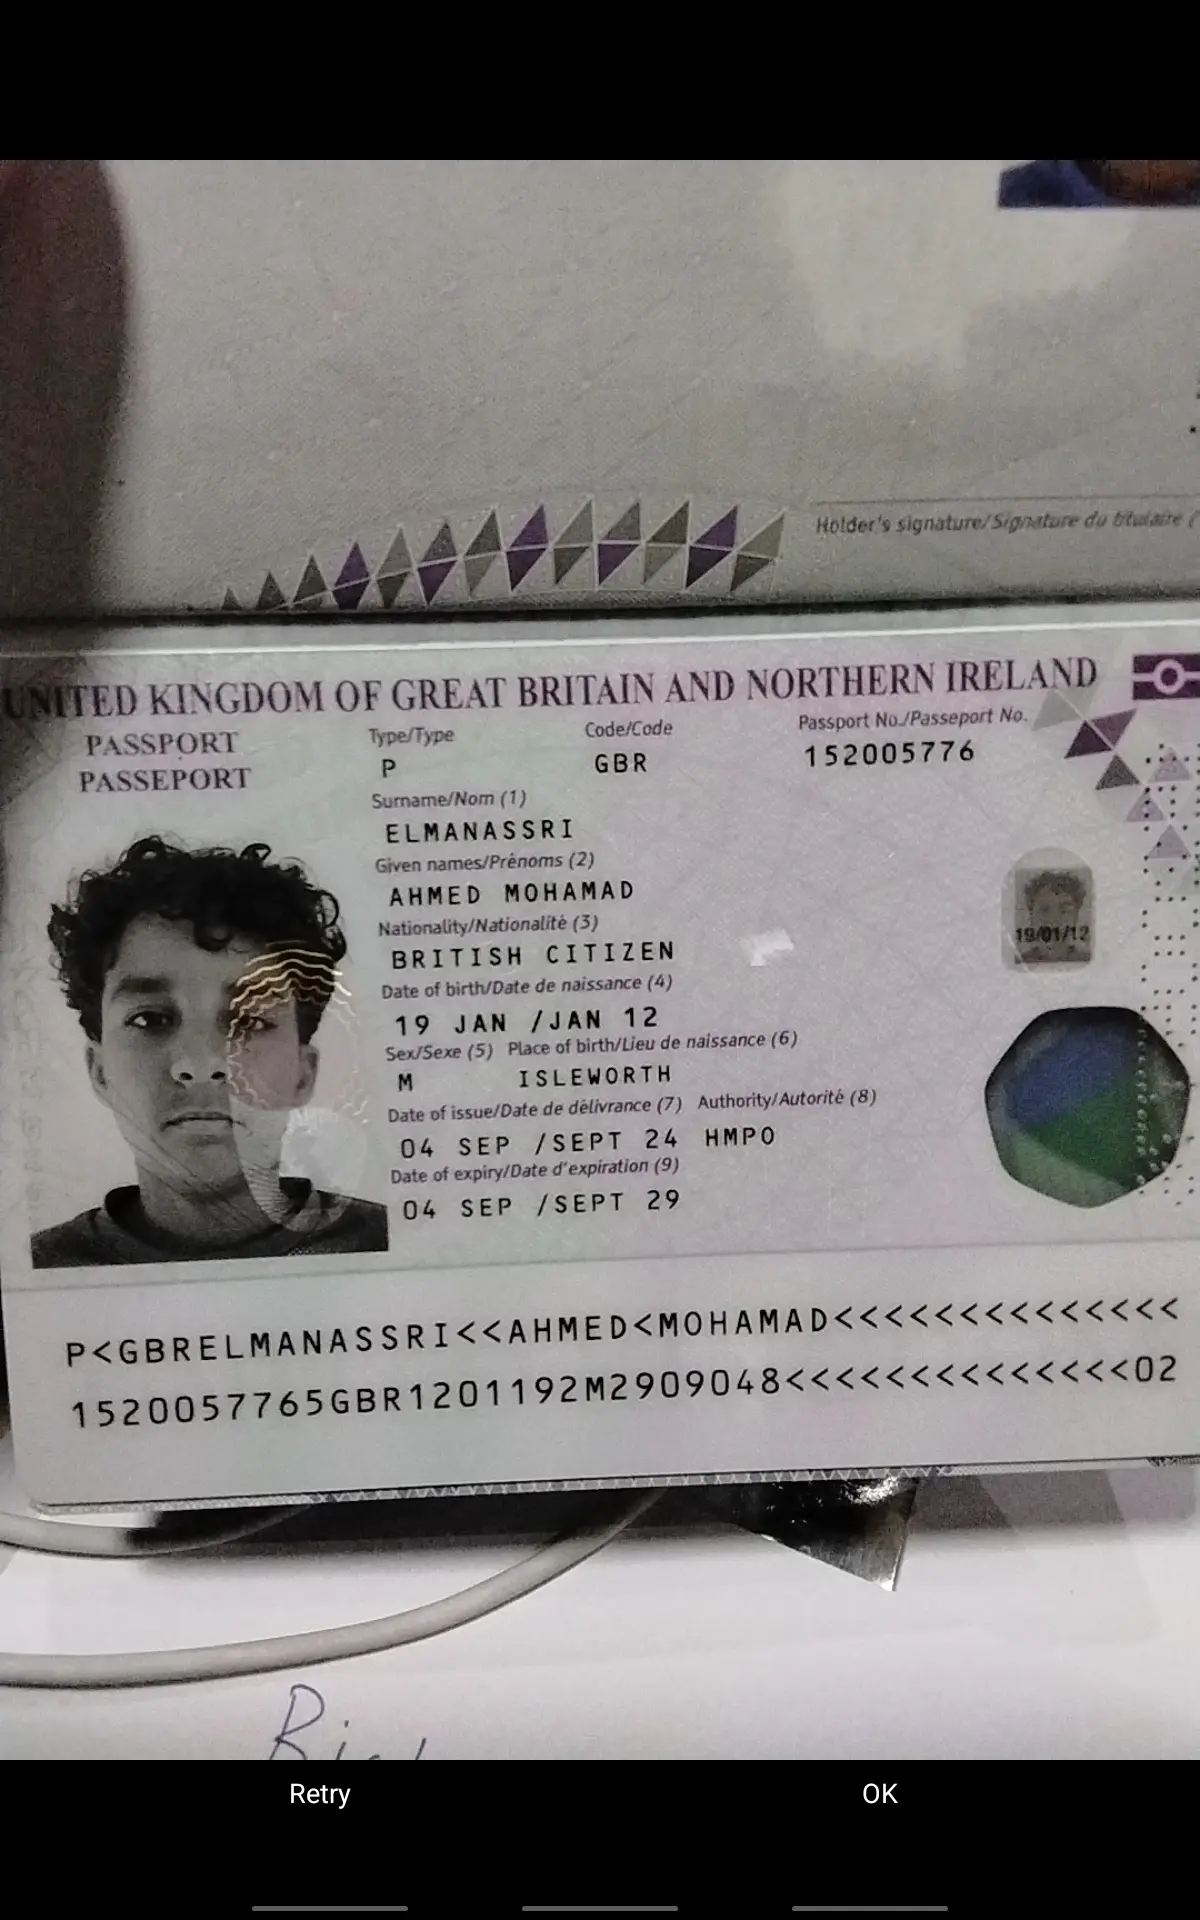 Holder's signature/Signature du titulaire (
UNITED KINGDOM OF GREAT BRITAIN AND NORTHERN IRELAND
PASSPORT
PASSEPORT
Type/Type Code/Code Passport No./Passeport No.
P GBR 152005776
Surname/Nom (1)
ELMANASSRI
Given names/Prénoms (2)
AHMED MOHAMAD
Nationality/Nationalité (3)
BRITISH CITIZEN
19/01/12
Date of birth/Date de naissance (4)
19 JAN /JAN 12
Sex/Sexe (5) Place of birth/Lieu de naissance (6)
M ISLEWORTH
Date of issue/Date de délivrance (7) Authority/Autorité (8)
04 SEP /SEPT 24 HMPO
Date of expiry/Date d'expiration (9)
04 SEP /SEPT 29
P<GBRELMANASSRI<<AHMED<MOHAMAD<<<<<<<<<<<<<<
1520057765GBR1201192M2909048<<<<<<<<<<<<<<02
Retry OK